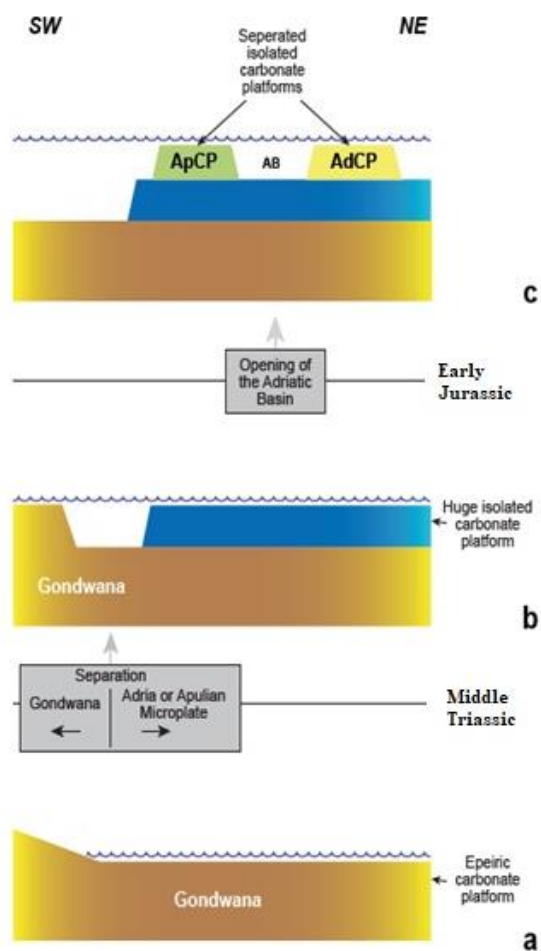 SW
NE
Seperated
isolated
carbonate
platforms
ApCP
AB
AdCP
c
Opening of
the Adriatic
Basin
Early
Jurassic
Huge isolated
carbonate
platform
Gondwana
b
Separation
Gondwana
Adria or Apulian
Microplate
Middle
Triassic
Epeiric
carbonate
platform
Gondwana
a